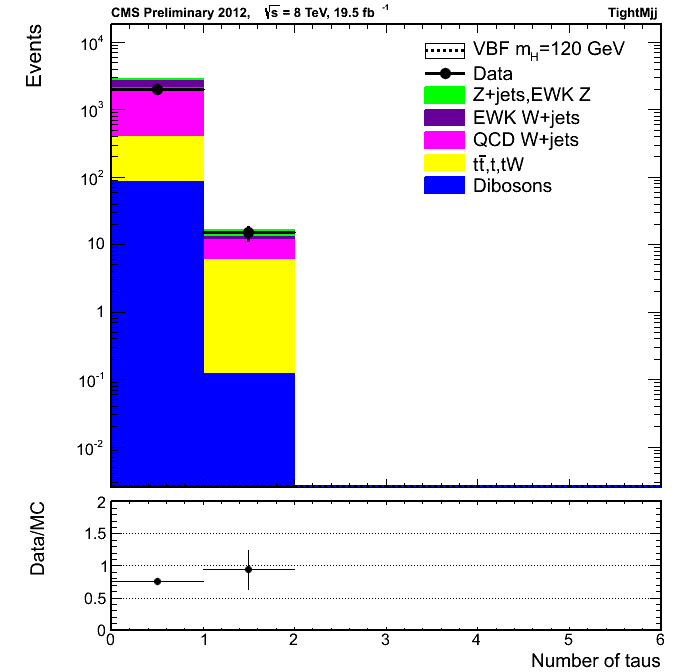 CMS Preliminary 2012, √s = 8 TeV, 19.5 fb⁻¹ TightMjj
Events
10⁴
10³
10²
10
1
10⁻¹
10⁻²
VBF m_H=120 GeV
Data
Z+jets,EWK Z
EWK W+jets
QCD W+jets
tt̄,t,tW
Dibosons
Data/MC
2
1.5
1
0.5
0
0 1 2 3 4 5 6
Number of taus